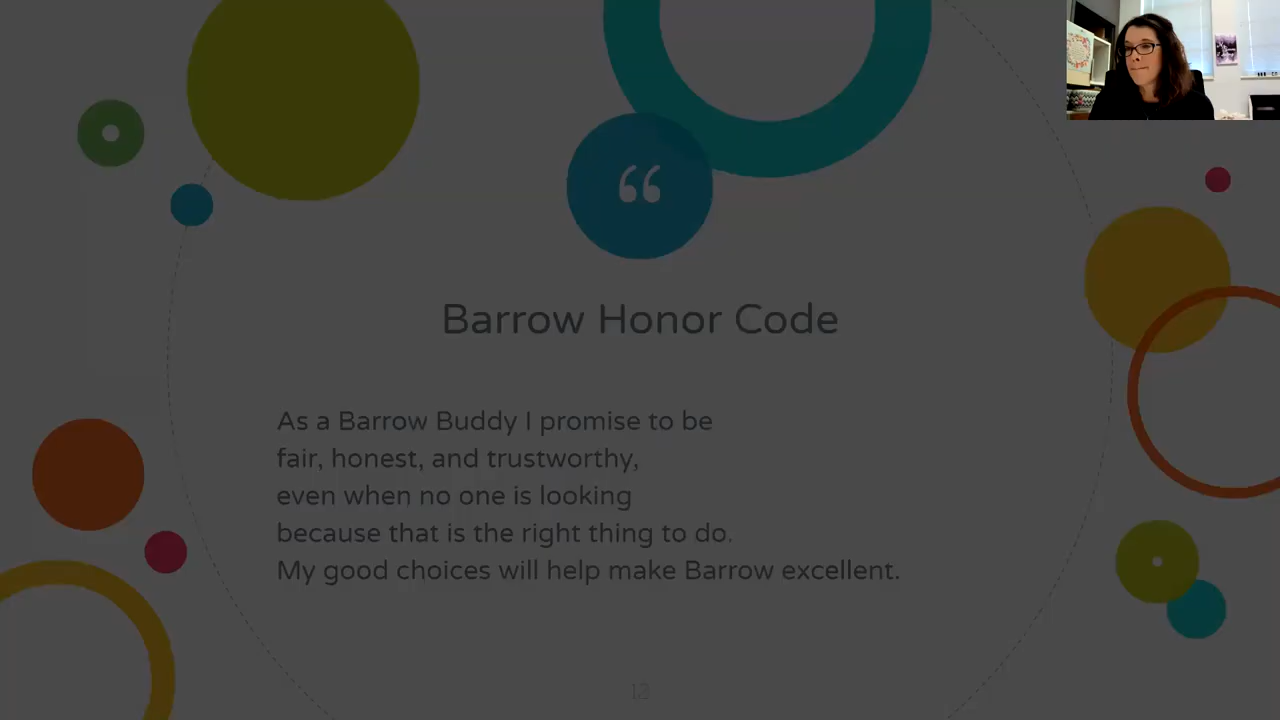 “
Barrow Honor Code
As a Barrow Buddy I promise to be
fair, honest, and trustworthy,
even when no one is looking
because that is the right thing to do.
My good choices will help make Barrow excellent.
12